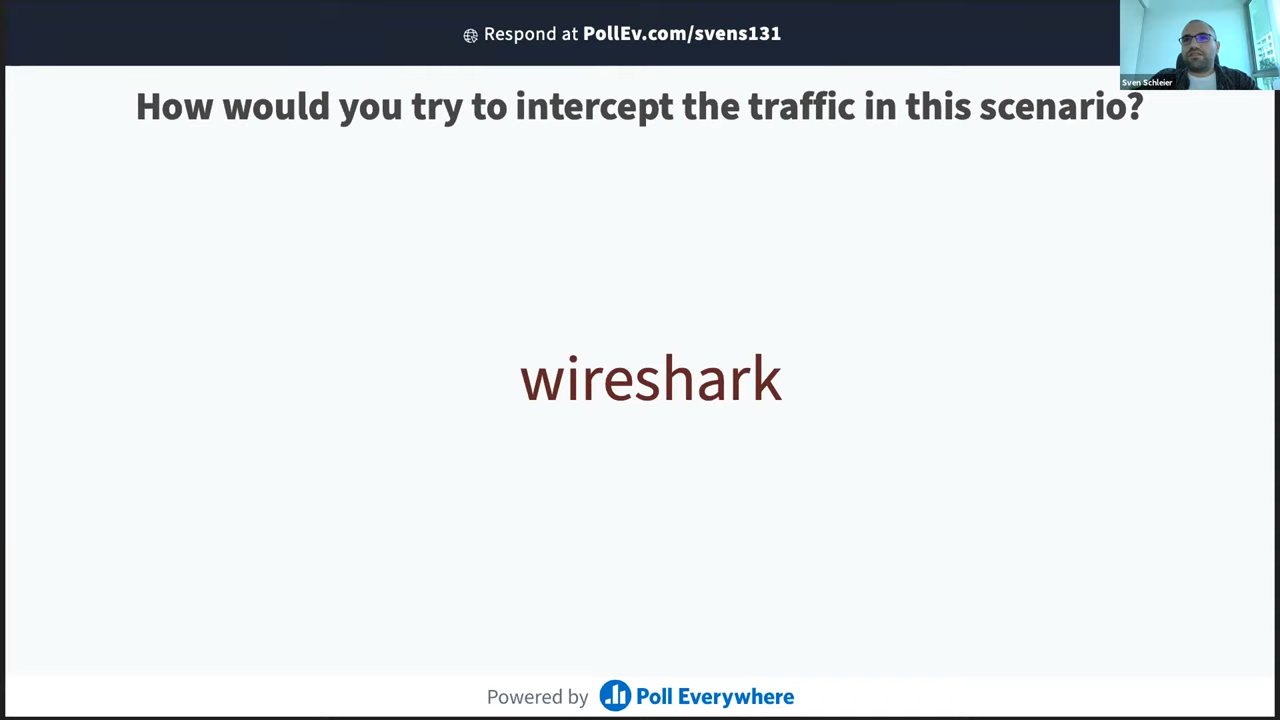 Respond at PollEv.com/svens131
Sven Schleier
How would you try to intercept the traffic in this scenario?
wireshark
Powered by Poll Everywhere